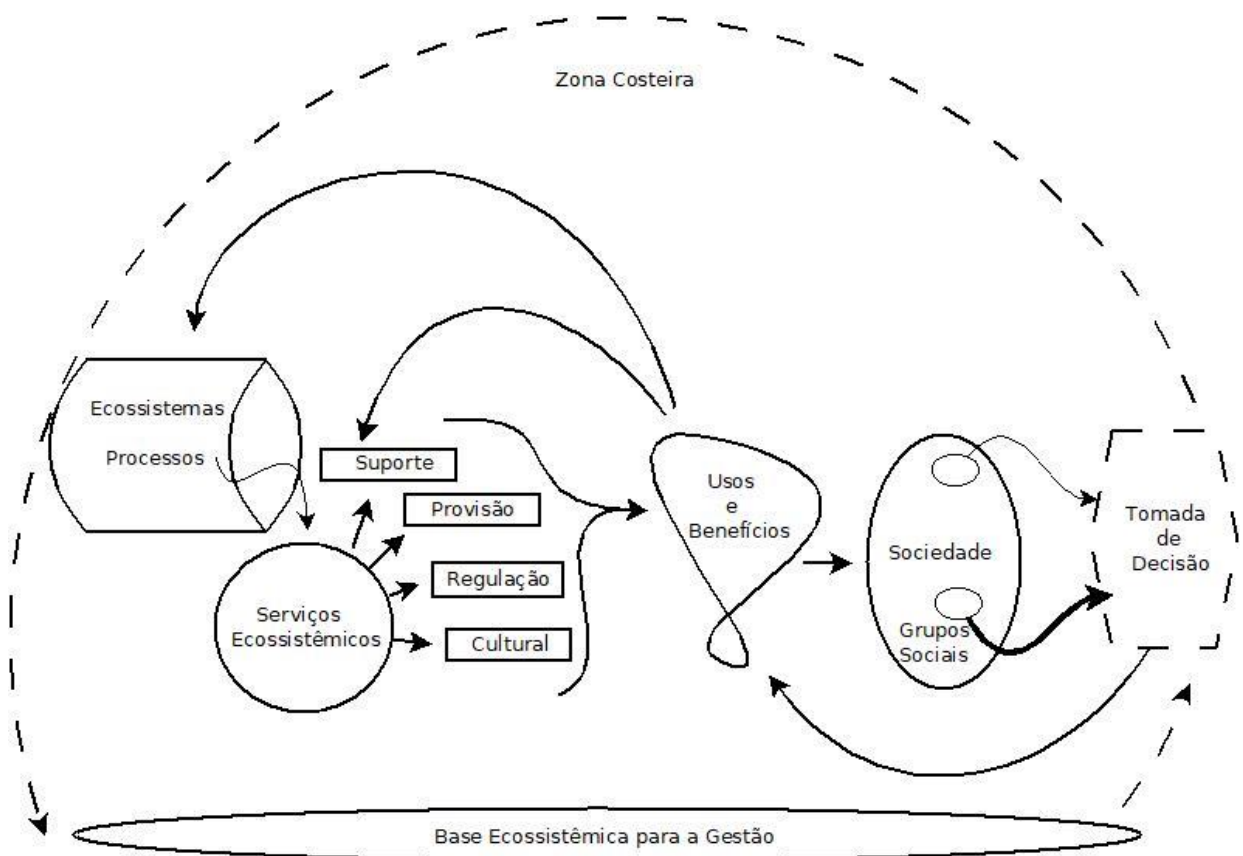 Zona Costeira
Ecossistemas
Processos
Suporte
Provisão
Regulação
Cultural
Serviços
Ecossistêmicos
Usos
e
Benefícios
Sociedade
Grupos
Sociais
Tomada
de
Decisão
Base Ecossistêmica para a Gestão